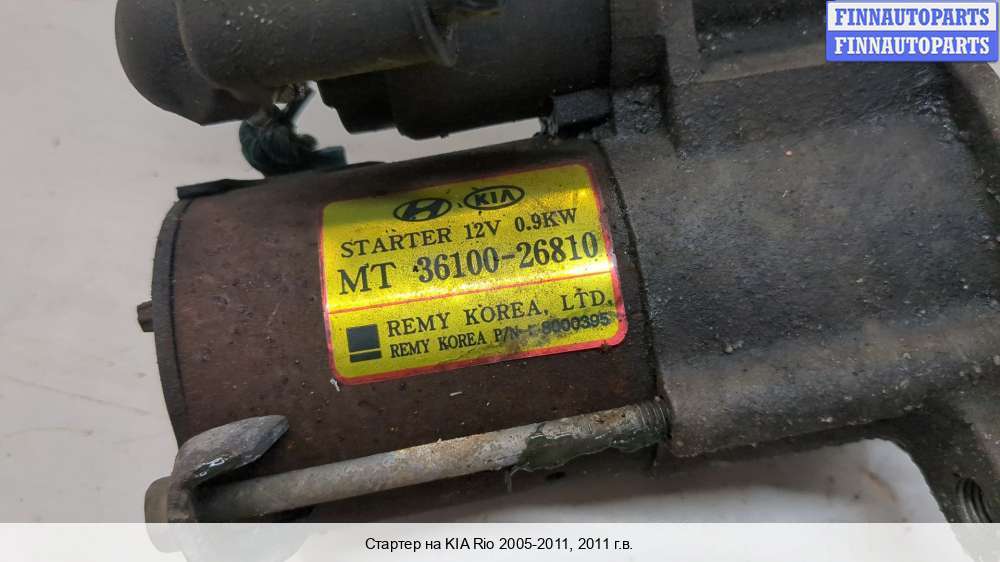 FINNAUTOPARTS
FINNAUTOPARTS
KIA
STARTER 12V 0.9KW
MT 36100-26810
REMY KOREA, LTD.
REMY KOREA P/N 8000395
Стартер на KIA Rio 2005-2011, 2011 г.в.